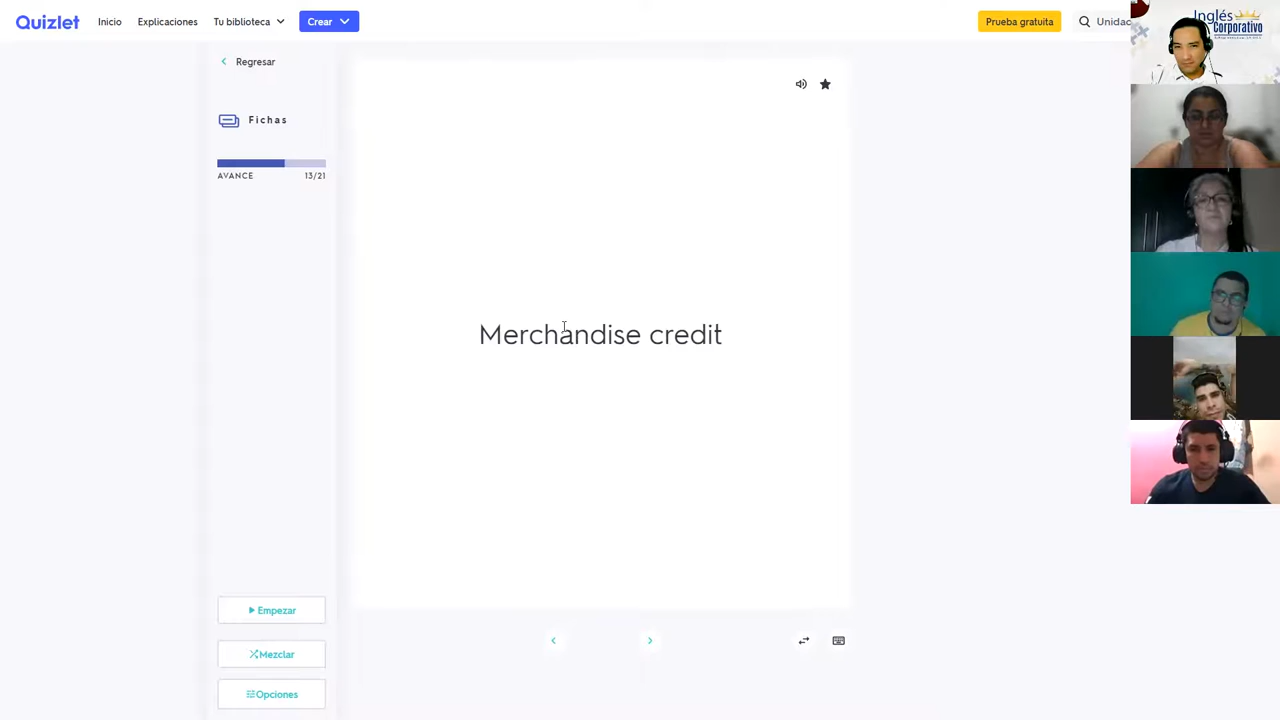 Quizlet
Inicio
Explicaciones
Tu biblioteca
Crear
Prueba gratuita
Unidad
Inglés
Corporativo
Regresar
Fichas
AVANCE
13/21
Merchandise credit
Empezar
Mezclar
Opciones